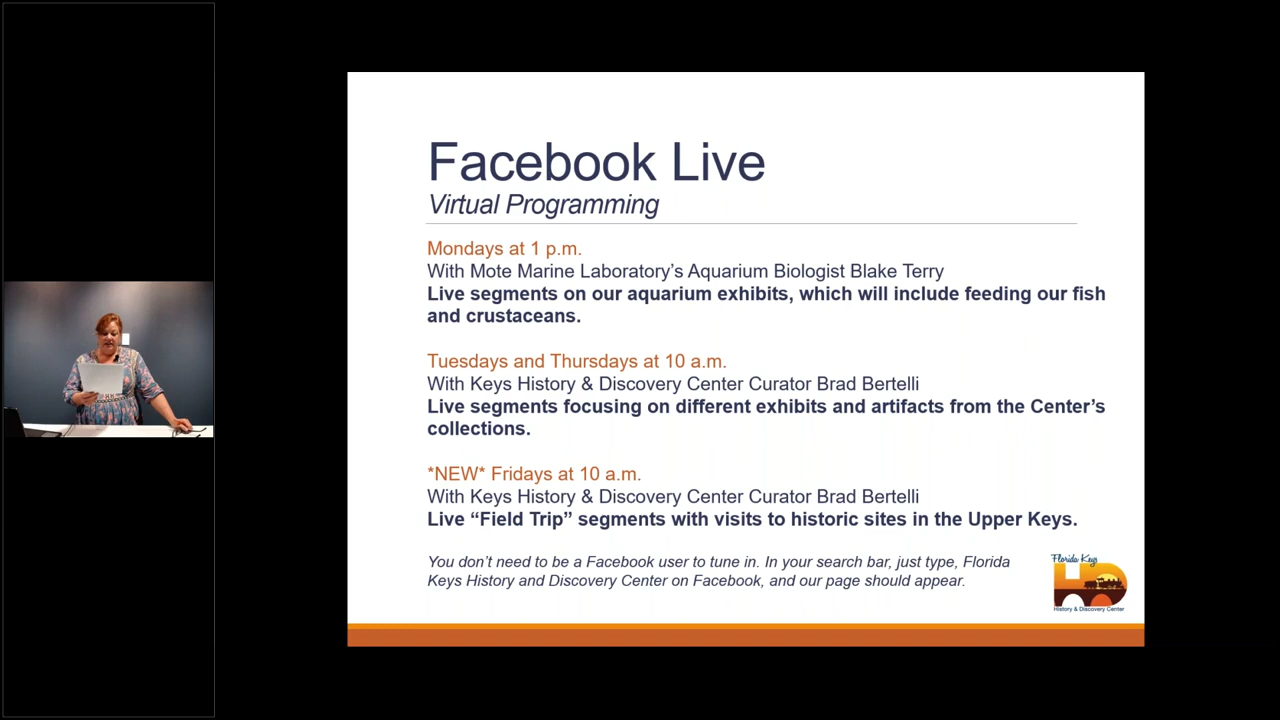 Facebook Live
Virtual Programming
Mondays at 1 p.m.
With Mote Marine Laboratory’s Aquarium Biologist Blake Terry
Live segments on our aquarium exhibits, which will include feeding our fish
and crustaceans.
Tuesdays and Thursdays at 10 a.m.
With Keys History & Discovery Center Curator Brad Bertelli
Live segments focusing on different exhibits and artifacts from the Center’s
collections.
*NEW* Fridays at 10 a.m.
With Keys History & Discovery Center Curator Brad Bertelli
Live “Field Trip” segments with visits to historic sites in the Upper Keys.
You don’t need to be a Facebook user to tune in. In your search bar, just type, Florida
Keys History and Discovery Center on Facebook, and our page should appear.
Florida Keys
HD
History & Discovery Center